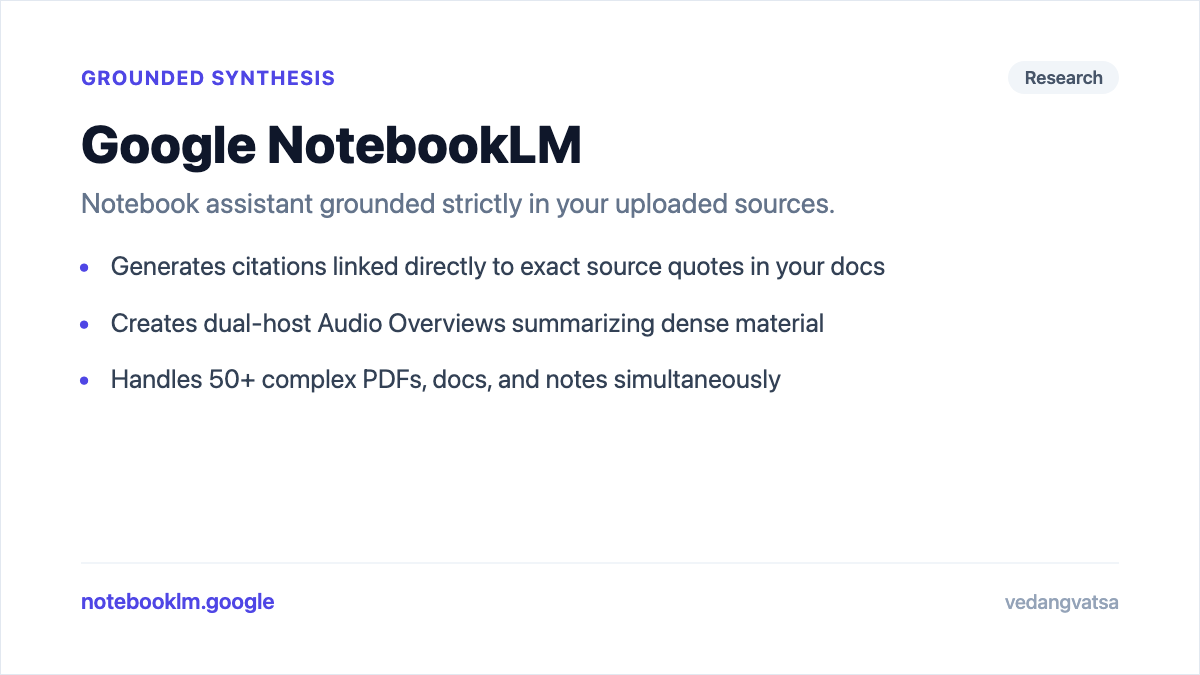 GROUNDED SYNTHESIS
Research
Google NotebookLM
Notebook assistant grounded strictly in your uploaded sources.
• Generates citations linked directly to exact source quotes in your docs
• Creates dual-host Audio Overviews summarizing dense material
• Handles 50+ complex PDFs, docs, and notes simultaneously
notebooklm.google
vedangvatsa